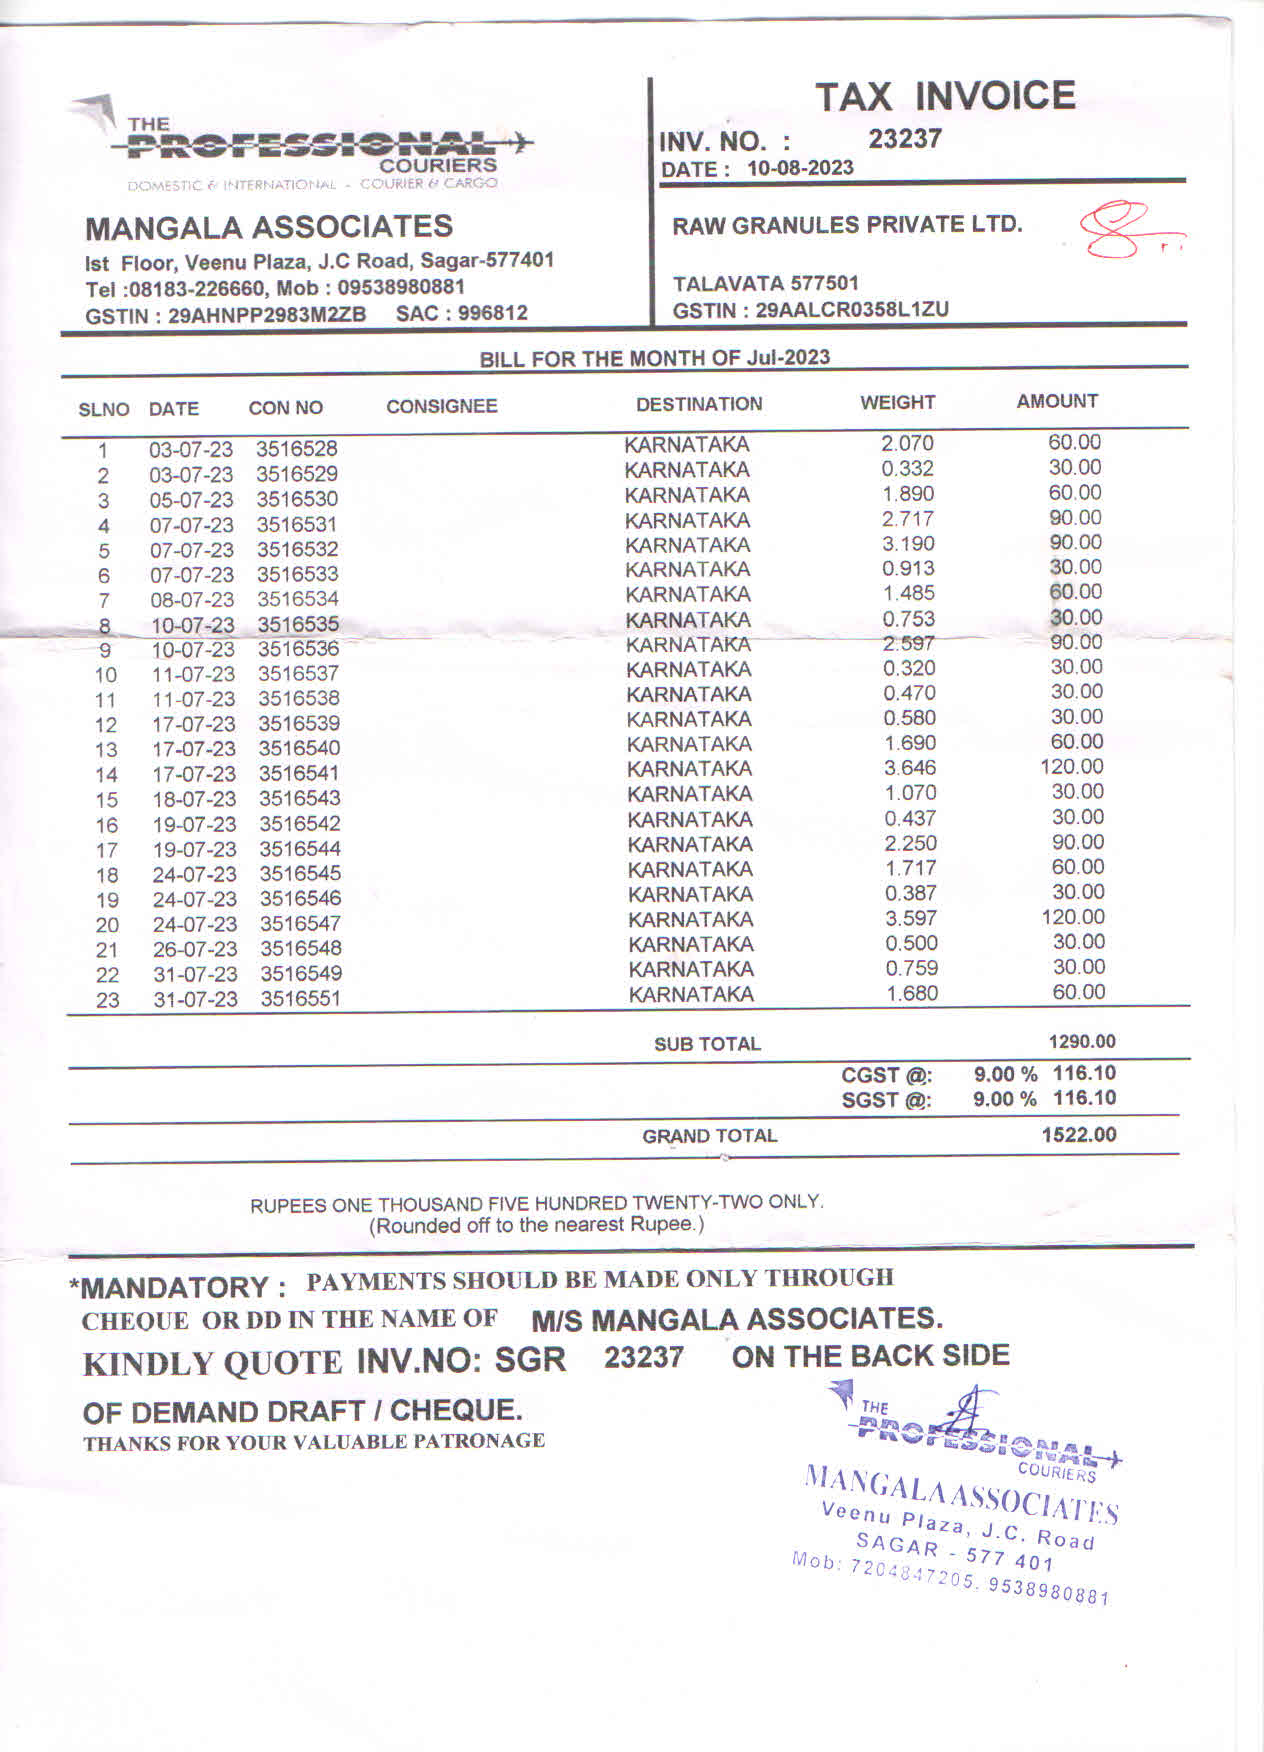 THE
PROFESSIONAL
COURIERS
DOMESTIC & INTERNATIONAL - COURIER & CARGO
MANGALA ASSOCIATES
Ist Floor, Veenu Plaza, J.C Road, Sagar-577401
Tel :08183-226660, Mob : 09538980881
GSTIN : 29AHNPP2983M2ZB SAC : 996812
TAX INVOICE
INV. NO. : 23237
DATE : 10-08-2023
RAW GRANULES PRIVATE LTD.
TALAVATA 577501
GSTIN : 29AALCR0358L1ZU
BILL FOR THE MONTH OF Jul-2023
SLNO DATE CON NO CONSIGNEE DESTINATION WEIGHT AMOUNT
1 03-07-23 3516528 KARNATAKA 2.070 60.00
2 03-07-23 3516529 KARNATAKA 0.332 30.00
3 05-07-23 3516530 KARNATAKA 1.890 60.00
4 07-07-23 3516531 KARNATAKA 2.717 90.00
5 07-07-23 3516532 KARNATAKA 3.190 90.00
6 07-07-23 3516533 KARNATAKA 0.913 30.00
7 08-07-23 3516534 KARNATAKA 1.485 60.00
8 10-07-23 3516535 KARNATAKA 0.753 30.00
9 10-07-23 3516536 KARNATAKA 2.597 90.00
10 11-07-23 3516537 KARNATAKA 0.320 30.00
11 11-07-23 3516538 KARNATAKA 0.470 30.00
12 17-07-23 3516539 KARNATAKA 0.580 30.00
13 17-07-23 3516540 KARNATAKA 1.690 60.00
14 17-07-23 3516541 KARNATAKA 3.646 120.00
15 18-07-23 3516543 KARNATAKA 1.070 30.00
16 19-07-23 3516542 KARNATAKA 0.437 30.00
17 19-07-23 3516544 KARNATAKA 2.250 90.00
18 24-07-23 3516545 KARNATAKA 1.717 60.00
19 24-07-23 3516546 KARNATAKA 0.387 30.00
20 24-07-23 3516547 KARNATAKA 3.597 120.00
21 26-07-23 3516548 KARNATAKA 0.500 30.00
22 31-07-23 3516549 KARNATAKA 0.759 30.00
23 31-07-23 3516551 KARNATAKA 1.680 60.00
SUB TOTAL 1290.00
CGST @: 9.00 % 116.10
SGST @: 9.00 % 116.10
GRAND TOTAL 1522.00
RUPEES ONE THOUSAND FIVE HUNDRED TWENTY-TWO ONLY.
(Rounded off to the nearest Rupee.)
*MANDATORY : PAYMENTS SHOULD BE MADE ONLY THROUGH
CHEQUE OR DD IN THE NAME OF M/S MANGALA ASSOCIATES.
KINDLY QUOTE INV.NO: SGR 23237 ON THE BACK SIDE
OF DEMAND DRAFT / CHEQUE.
THANKS FOR YOUR VALUABLE PATRONAGE
THE
PROFESSIONAL
COURIERS
MANGALA ASSOCIATES
Veenu Plaza, J.C. Road
SAGAR - 577 401
Mob: 7204847205. 9538980881